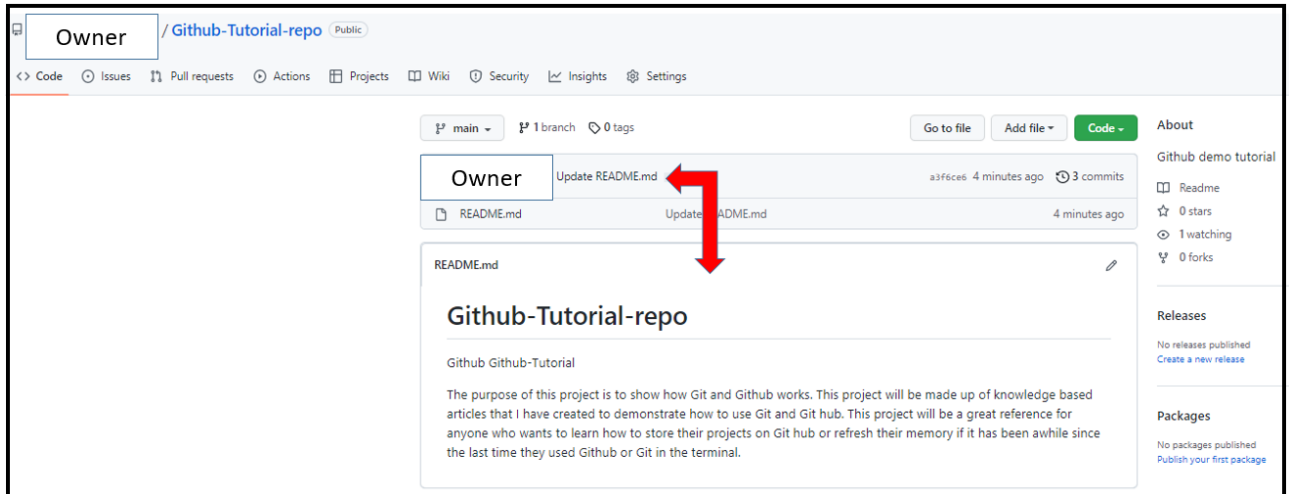 Owner / Github-Tutorial-repo Public
<> Code Issues Pull requests Actions Projects Wiki Security Insights Settings
main 1 branch 0 tags Go to file Add file Code
Owner Update README.md a3f6ce6 4 minutes ago 3 commits
README.md Update README.md 4 minutes ago
README.md
Github-Tutorial-repo
Github Github-Tutorial
The purpose of this project is to show how Git and Github works. This project will be made up of knowledge based
articles that I have created to demonstrate how to use Git and Git hub. This project will be a great reference for
anyone who wants to learn how to store their projects on Git hub or refresh their memory if it has been awhile since
the last time they used Github or Git in the terminal.
About
Github demo tutorial
Readme
0 stars
1 watching
0 forks
Releases
No releases published
Create a new release
Packages
No packages published
Publish your first package